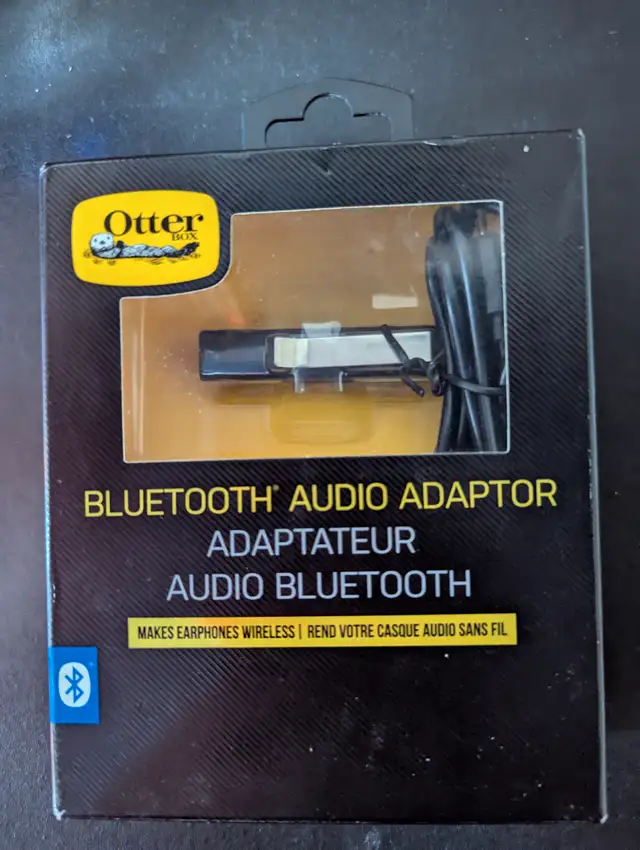 Otter
BOX
BLUETOOTH® AUDIO ADAPTOR
ADAPTATEUR
AUDIO BLUETOOTH
MAKES EARPHONES WIRELESS | REND VOTRE CASQUE AUDIO SANS FIL